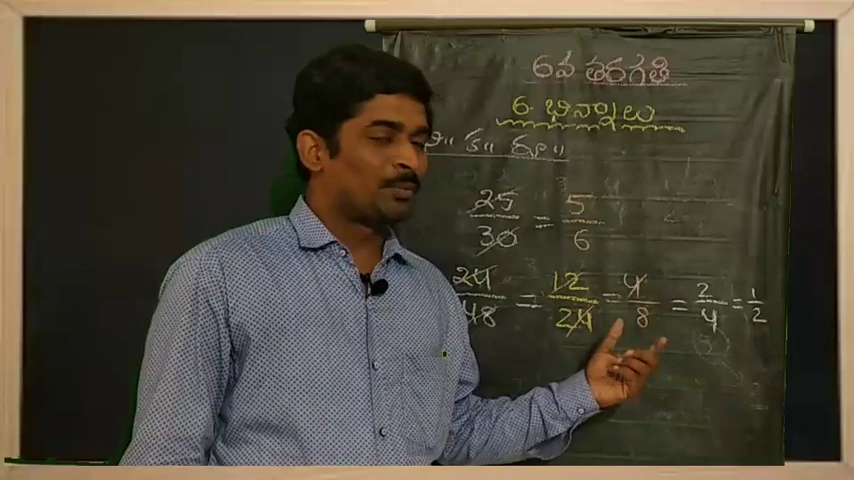 6వ తరగతి
6. భిన్నాలు
25/30 = 5/6
24/48 = 12/24 = 4/8 = 2/4 = 1/2